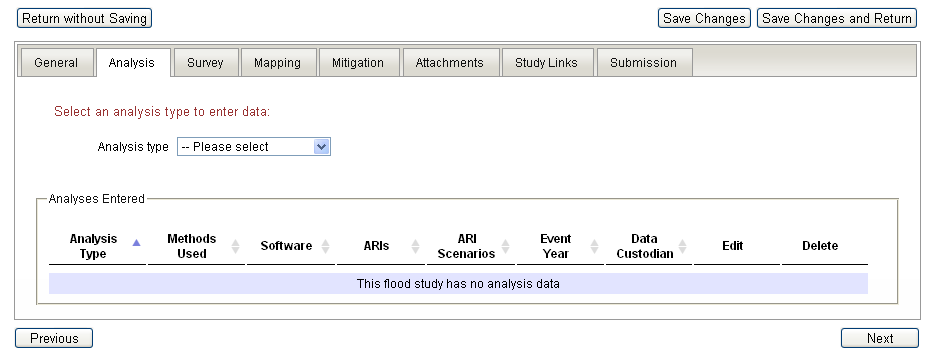 Return without Saving Save Changes Save Changes and Return
General Analysis Survey Mapping Mitigation Attachments Study Links Submission
Select an analysis type to enter data:
Analysis type -- Please select
Analyses Entered
Analysis Type Methods Used Software ARIs ARI Scenarios Event Year Data Custodian Edit Delete
This flood study has no analysis data
Previous Next